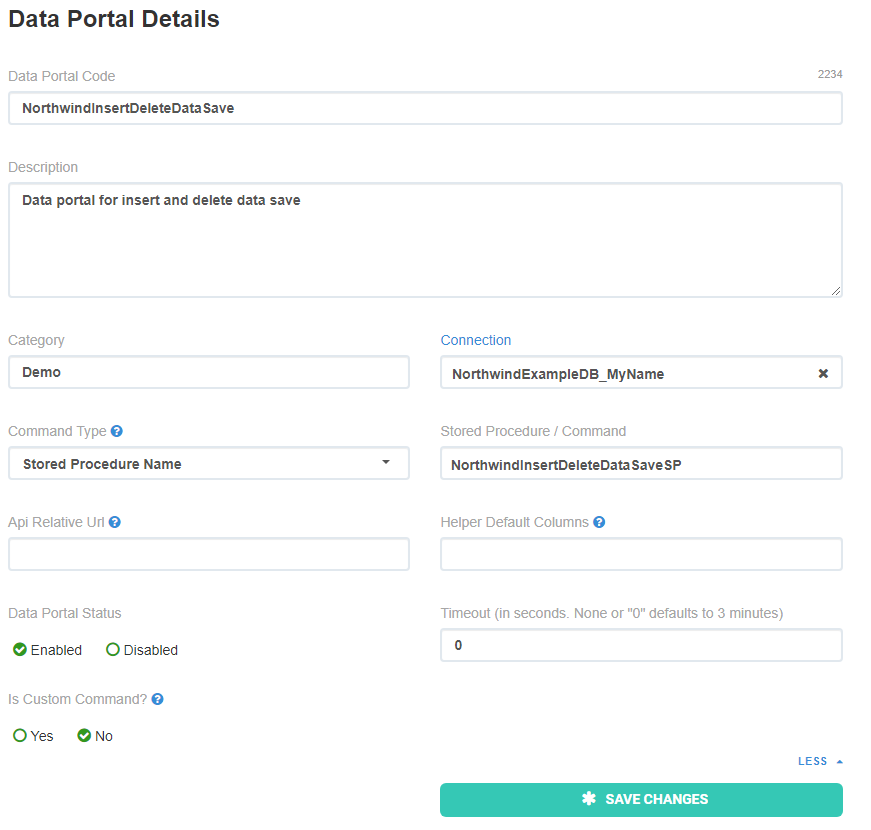 Data Portal Details
Data Portal Code 2234
NorthwindInsertDeleteDataSave
Description
Data portal for insert and delete data save
Category Connection
Demo NorthwindExampleDB_MyName
Command Type Stored Procedure / Command
Stored Procedure Name NorthwindInsertDeleteDataSaveSP
Api Relative Url Helper Default Columns
Data Portal Status Timeout (in seconds. None or "0" defaults to 3 minutes)
Enabled Disabled 0
Is Custom Command?
Yes No
LESS
SAVE CHANGES